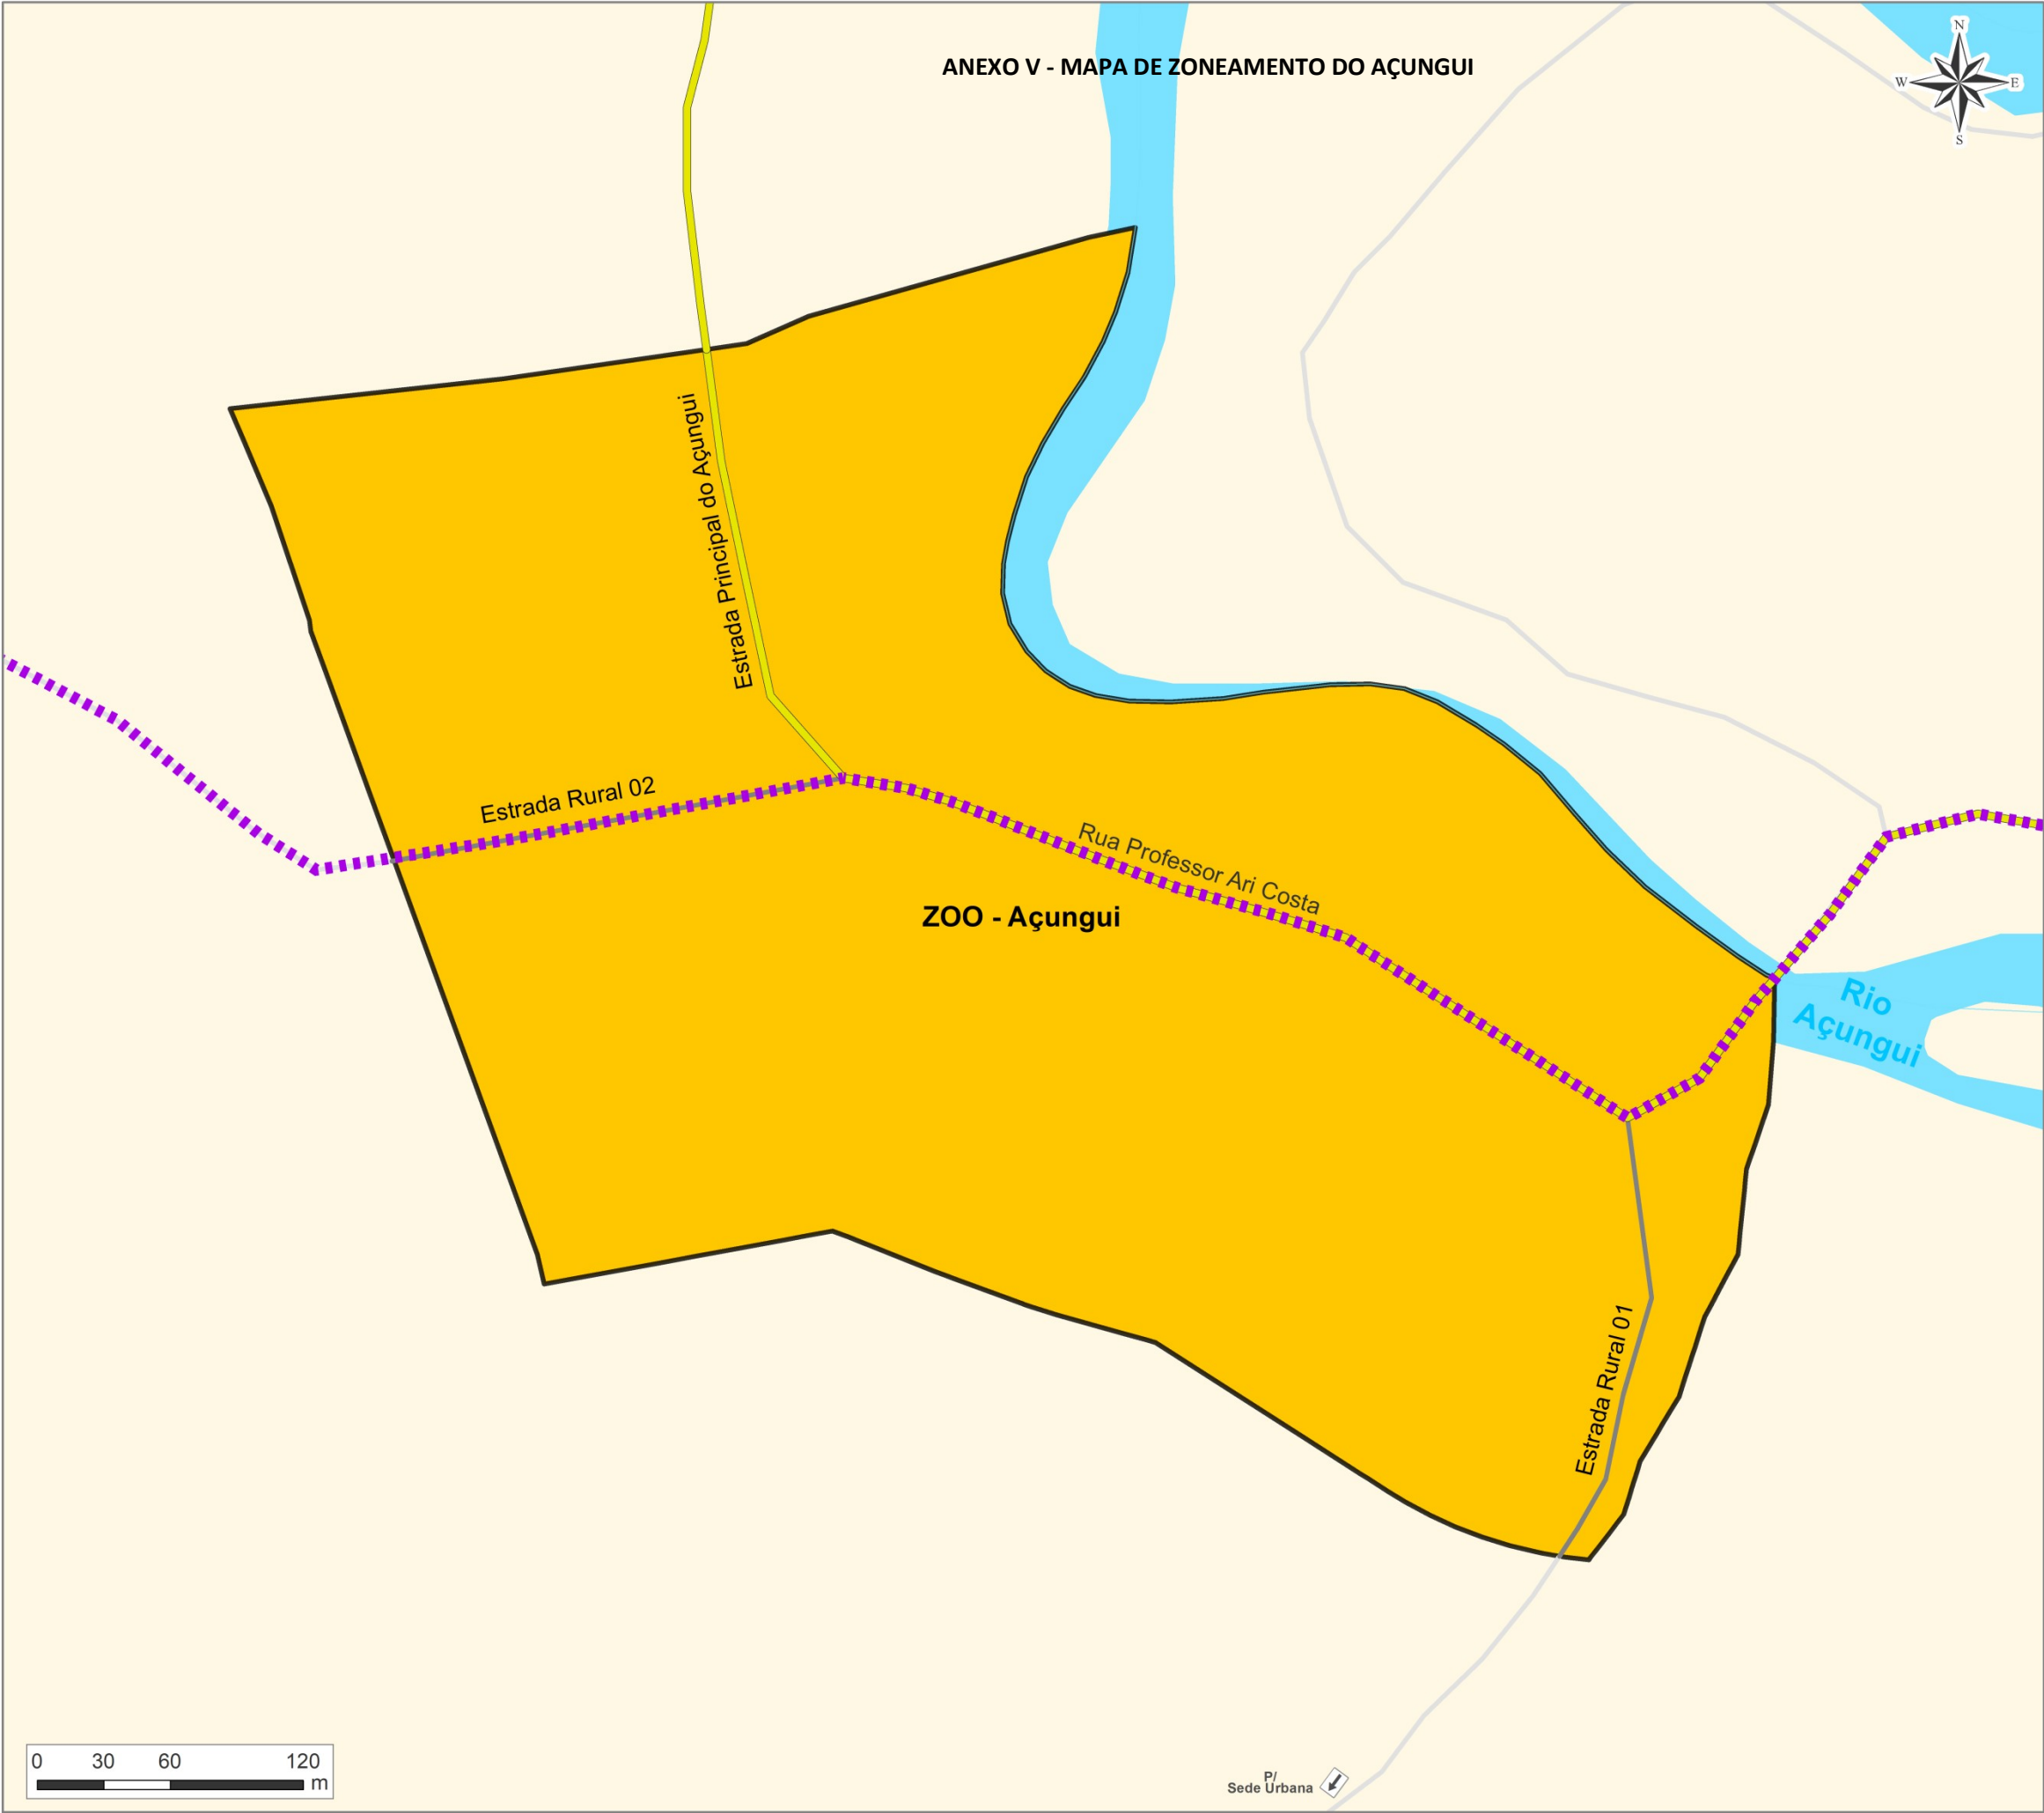 ANEXO V - MAPA DE ZONEAMENTO DO AÇUNGUI
N
W
E
S
Estrada Principal do Açungui
Estrada Rural 02
Rua Professor Ari Costa
ZOO - Açungui
Rio
Açungui
Estrada Rural 01
0 30 60 120
m
P/
Sede Urbana